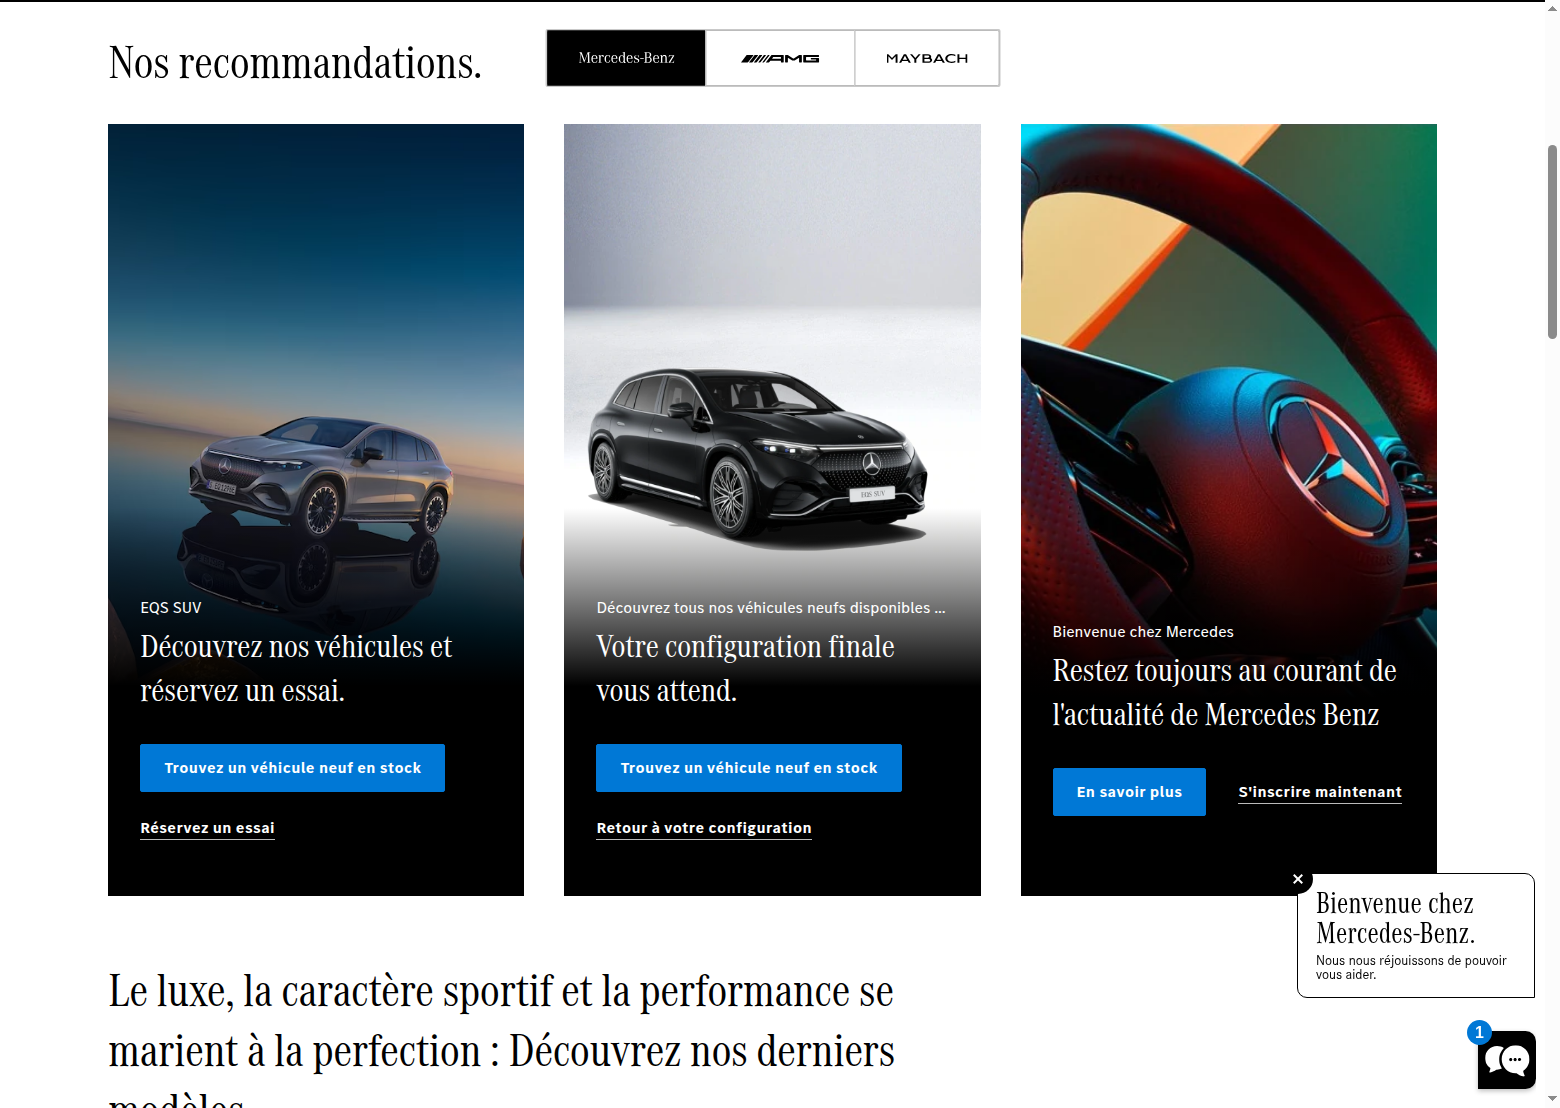 Nos recommandations.
Mercedes-Benz
AMG
MAYBACH
EQS SUV
Découvrez nos véhicules et
réservez un essai.
Trouvez un véhicule neuf en stock
Réservez un essai
EQS SUV
Découvrez tous nos véhicules neufs disponibles ...
Votre configuration finale
vous attend.
Trouvez un véhicule neuf en stock
Retour à votre configuration
Bienvenue chez Mercedes
Restez toujours au courant de
l'actualité de Mercedes Benz
En savoir plus
S'inscrire maintenant
Bienvenue chez
Mercedes-Benz.
Nous nous réjouissons de pouvoir
vous aider.
1
Le luxe, la caractère sportif et la performance se
marient à la perfection : Découvrez nos derniers
modèles